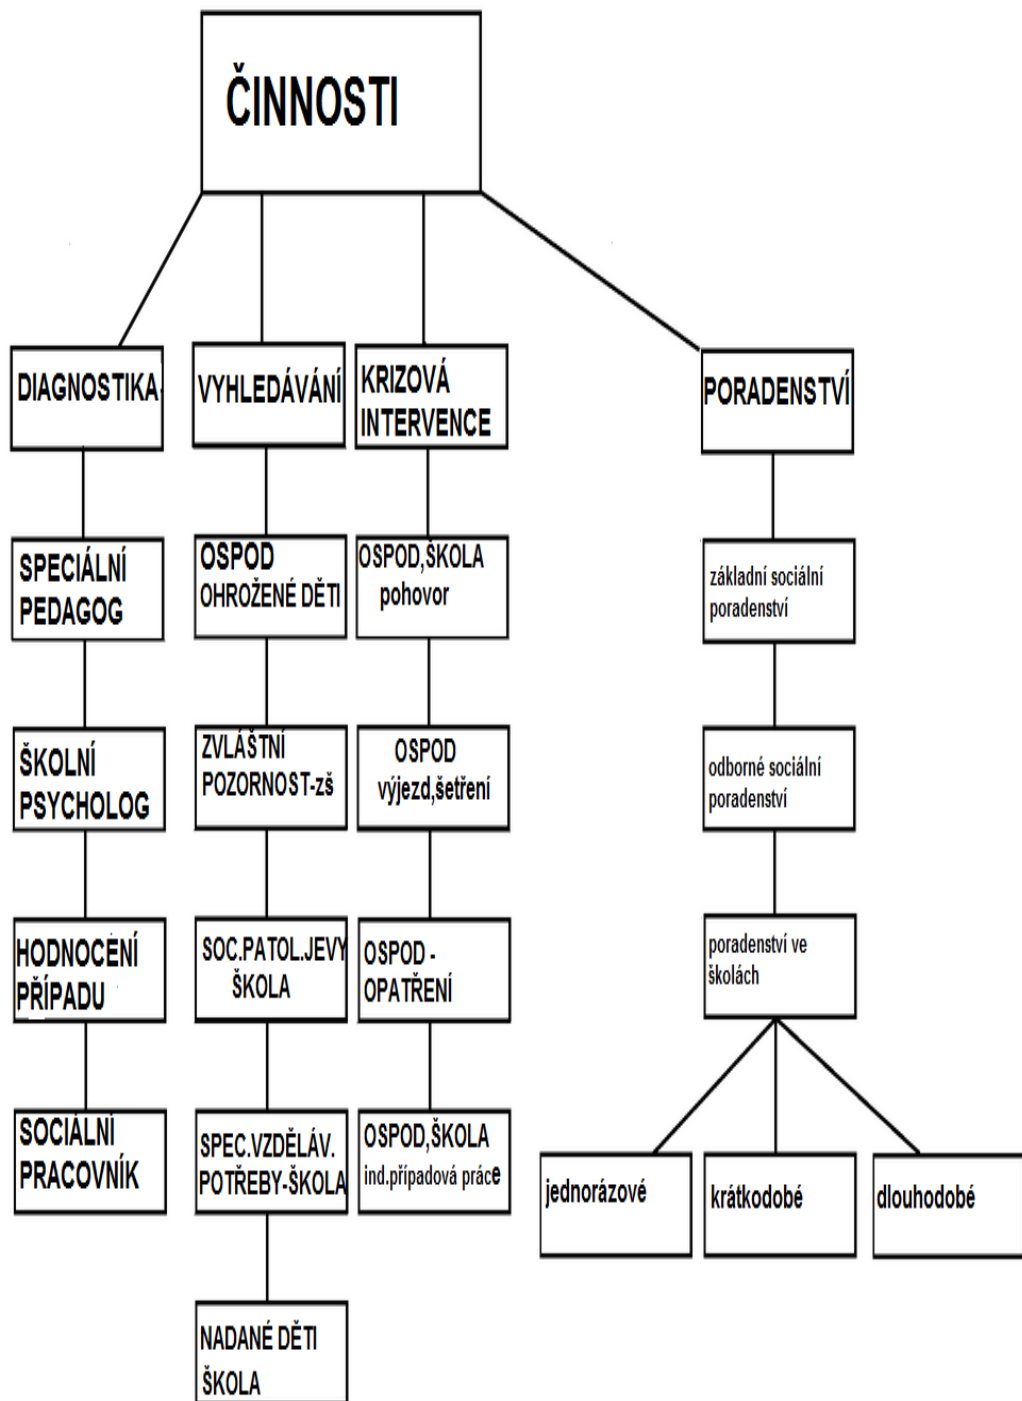 ČINNOSTI
DIAGNOSTIKA-
VYHLEDÁVÁNÍ
KRIZOVÁ
INTERVENCE
PORADENSTVÍ
SPECIÁLNÍ
PEDAGOG
OSPOD
OHROŽENÉ DĚTI
OSPOD,ŠKOLA
pohovor
základní sociální
poradenství
ŠKOLNÍ
PSYCHOLOG
ZVLÁŠTNÍ
POZORNOST-zš
OSPOD
výjezd,šetření
odborné sociální
poradenství
HODNOCENÍ
PŘÍPADU
SOC.PATOL.JEVY
ŠKOLA
OSPOD -
OPATŘENÍ
poradenství ve
školách
SOCIÁLNÍ
PRACOVNÍK
SPEC.VZDĚLÁV.
POTŘEBY-ŠKOLA
OSPOD,ŠKOLA
ind.případová práce
jednorázové
krátkodobé
dlouhodobé
NADANÉ DĚTI
ŠKOLA